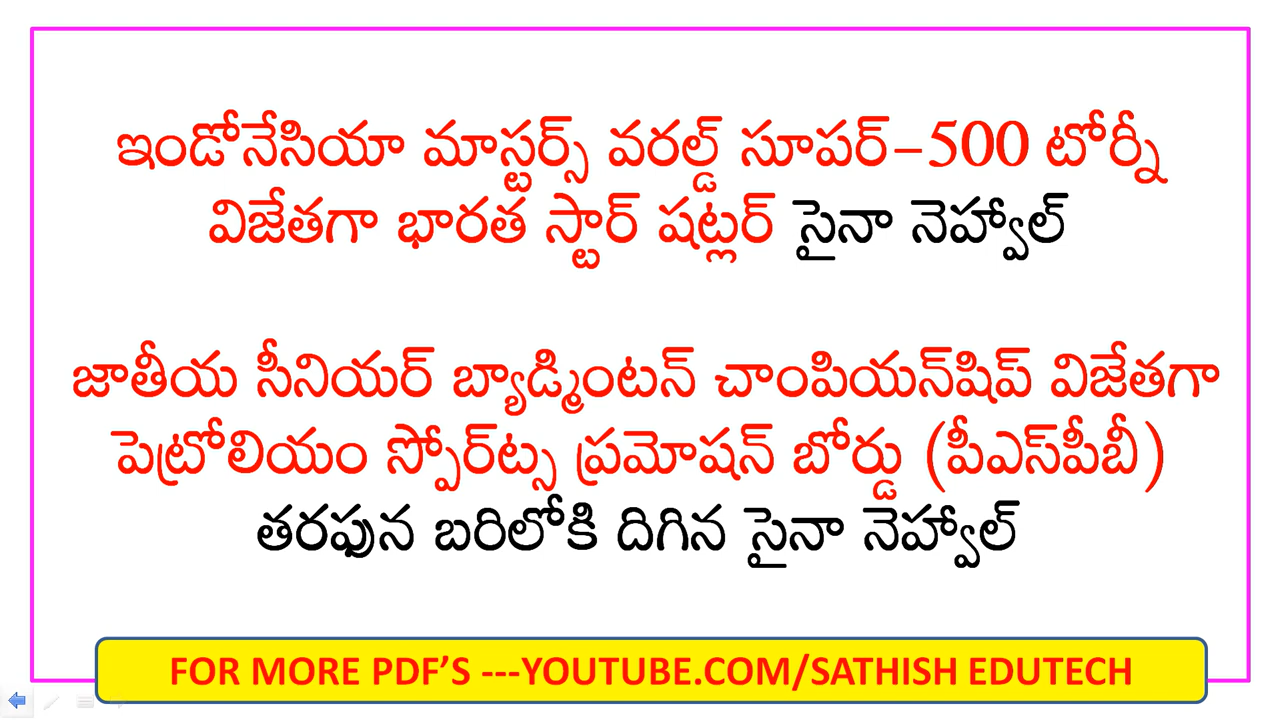 ఇండోనేసియా మాస్టర్స్ వరల్డ్ సూపర్-500 టోర్నీ
విజేతగా భారత స్టార్ షట్లర్ సైనా నెహ్వాల్
జాతీయ సీనియర్ బ్యాడ్మింటన్ చాంపియన్‌షిప్ విజేతగా
పెట్రోలియం స్పోర్ట్స ప్రమోషన్ బోర్డు (పీఎస్‌పీబీ)
తరఫున బరిలోకి దిగిన సైనా నెహ్వాల్
FOR MORE PDF’S ---YOUTUBE.COM/SATHISH EDUTECH